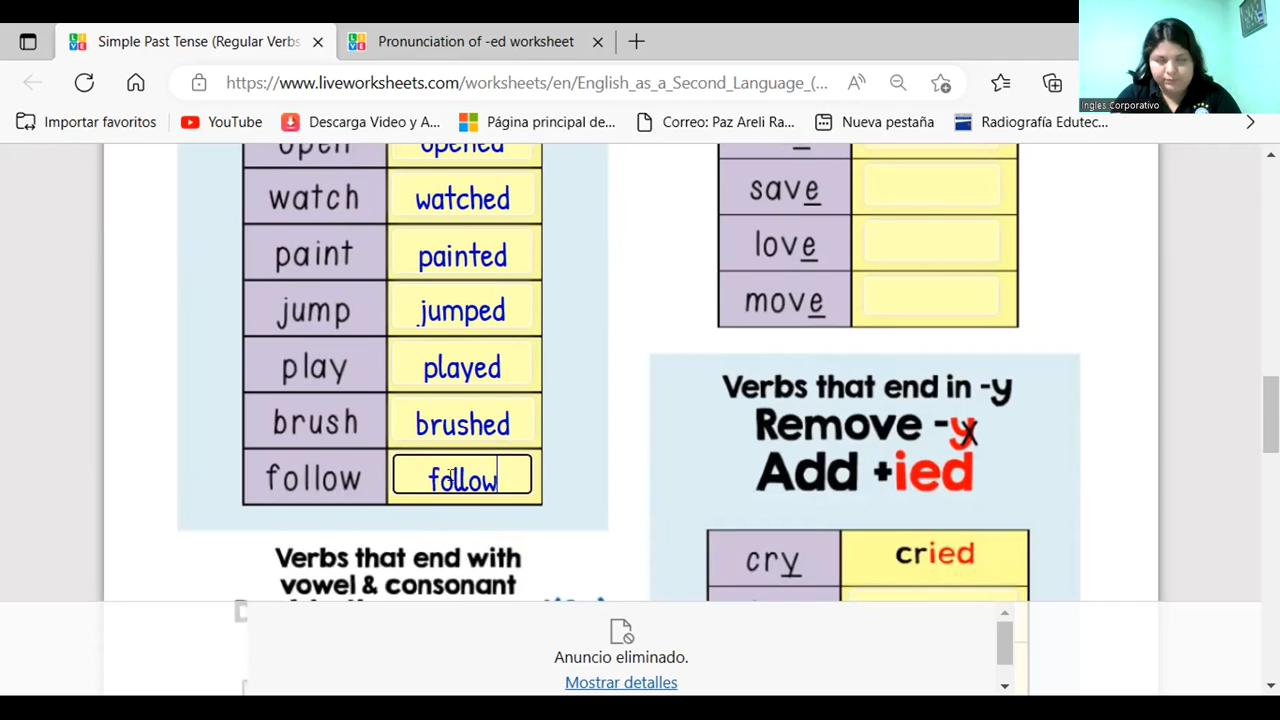 Simple Past Tense (Regular Verbs
Pronunciation of -ed worksheet
https://www.liveworksheets.com/worksheets/en/English_as_a_Second_Language_(...
Ingles Corporativo
Importar favoritos
YouTube
Descarga Video y A...
Página principal de...
Correo: Paz Areli Ra...
Nueva pestaña
Radiografía Edutec...
open opened
watch watched
paint painted
jump jumped
play played
brush brushed
follow follow
Verbs that end with
vowel & consonant
save
love
move
Verbs that end in -y
Remove -y
Add +ied
cry cried
Anuncio eliminado.
Mostrar detalles